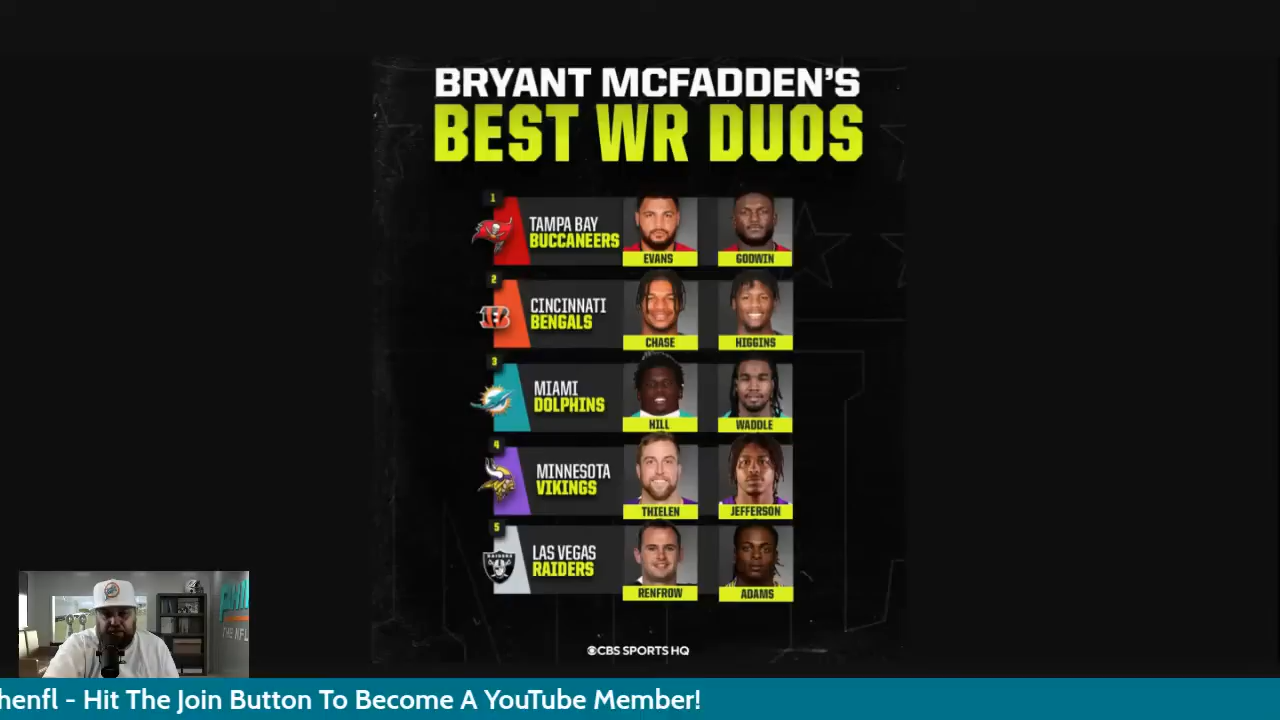 BRYANT MCFADDEN'S
BEST WR DUOS
1
TAMPA BAY
BUCCANEERS
EVANS
GODWIN
2
CINCINNATI
BENGALS
CHASE
HIGGINS
3
MIAMI
DOLPHINS
HILL
WADDLE
4
MINNESOTA
VIKINGS
THIELEN
JEFFERSON
5
RAIDERS
LAS VEGAS
RAIDERS
RENFROW
ADAMS
CBS SPORTS HQ
henfl - Hit The Join Button To Become A YouTube Member!